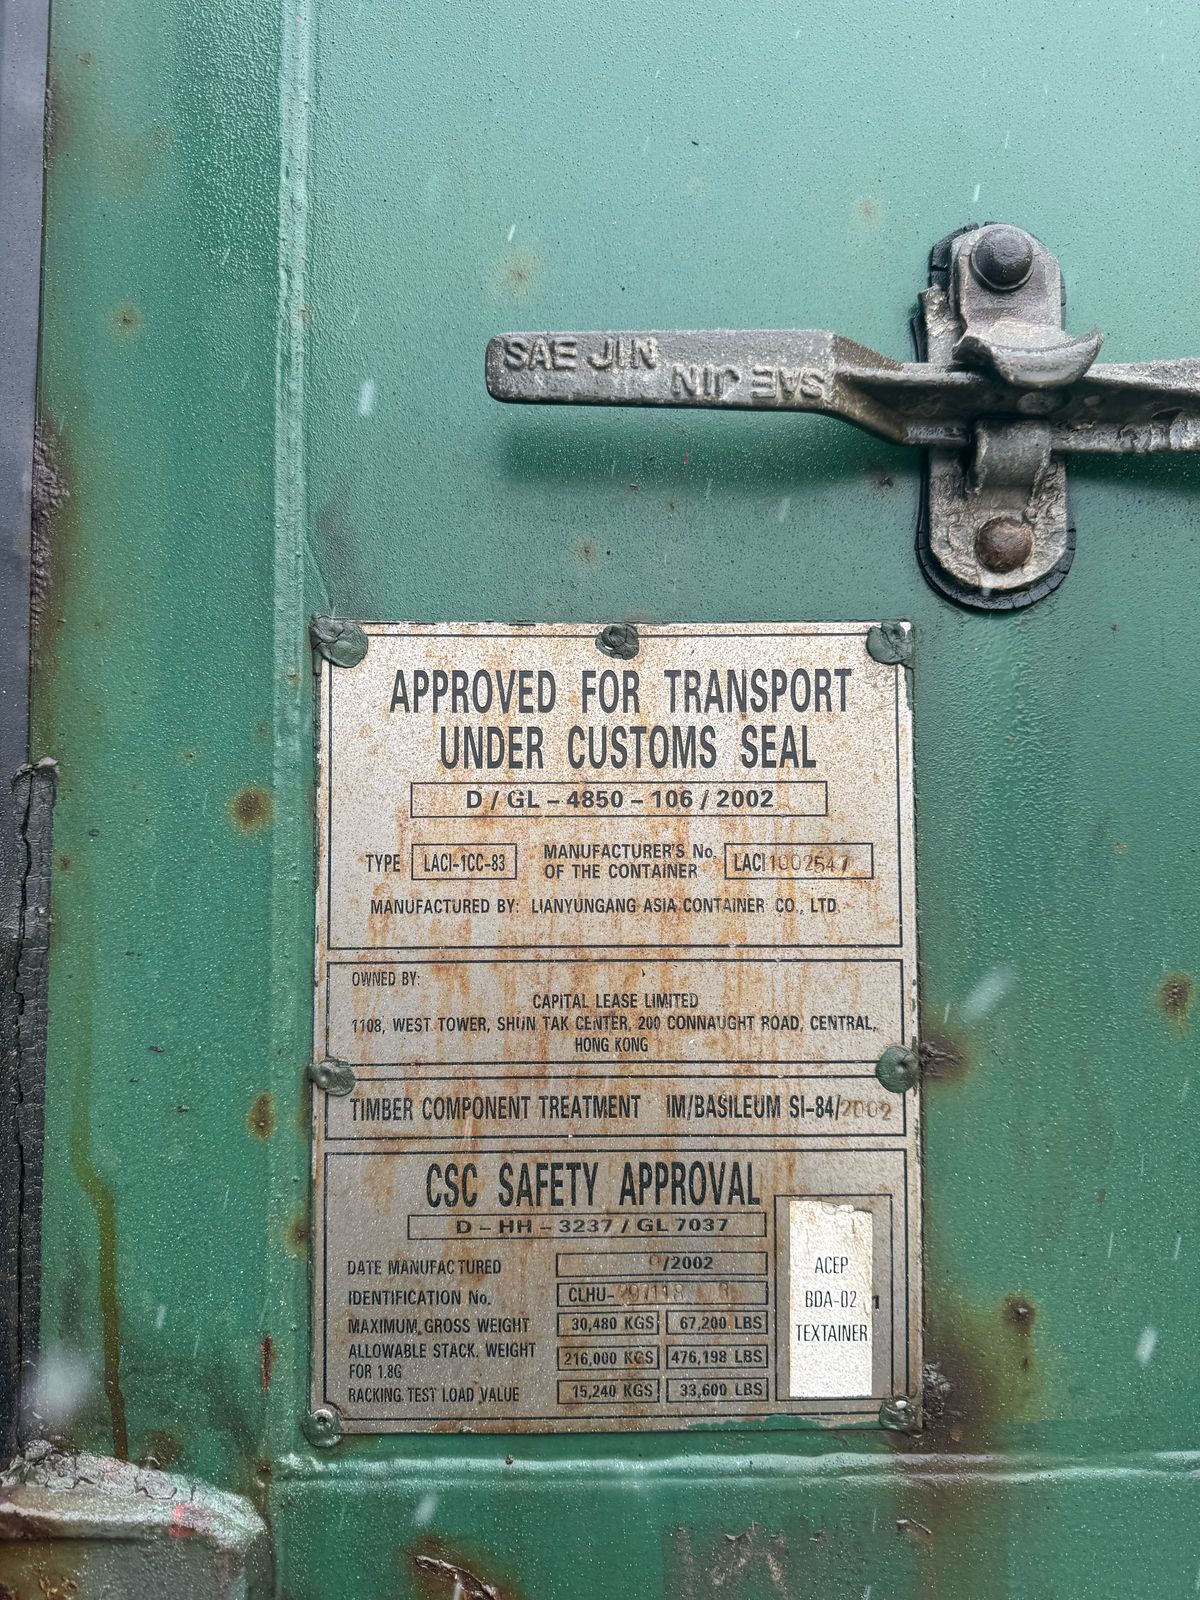 SAE JIN
SAE JIN
APPROVED FOR TRANSPORT
UNDER CUSTOMS SEAL
D / GL – 4850 – 106 / 2002
TYPE LACI-1CC-83 MANUFACTURER'S No. OF THE CONTAINER LACI1002547
MANUFACTURED BY: LIANYUNGANG ASIA CONTAINER CO., LTD.
OWNED BY:
CAPITAL LEASE LIMITED
1108, WEST TOWER, SHUN TAK CENTER, 200 CONNAUGHT ROAD, CENTRAL,
HONG KONG
TIMBER COMPONENT TREATMENT IM/BASILEUM SI-84/2002
CSC SAFETY APPROVAL
D – HH – 3237 / GL 7037
DATE MANUFACTURED /2002
IDENTIFICATION No. CLHU-
MAXIMUM GROSS WEIGHT 30,480 KGS 67,200 LBS
ALLOWABLE STACK. WEIGHT
FOR 1.8G 216,000 KGS 476,198 LBS
RACKING TEST LOAD VALUE 15,240 KGS 33,600 LBS
ACEP
BDA-02
TEXTAINER